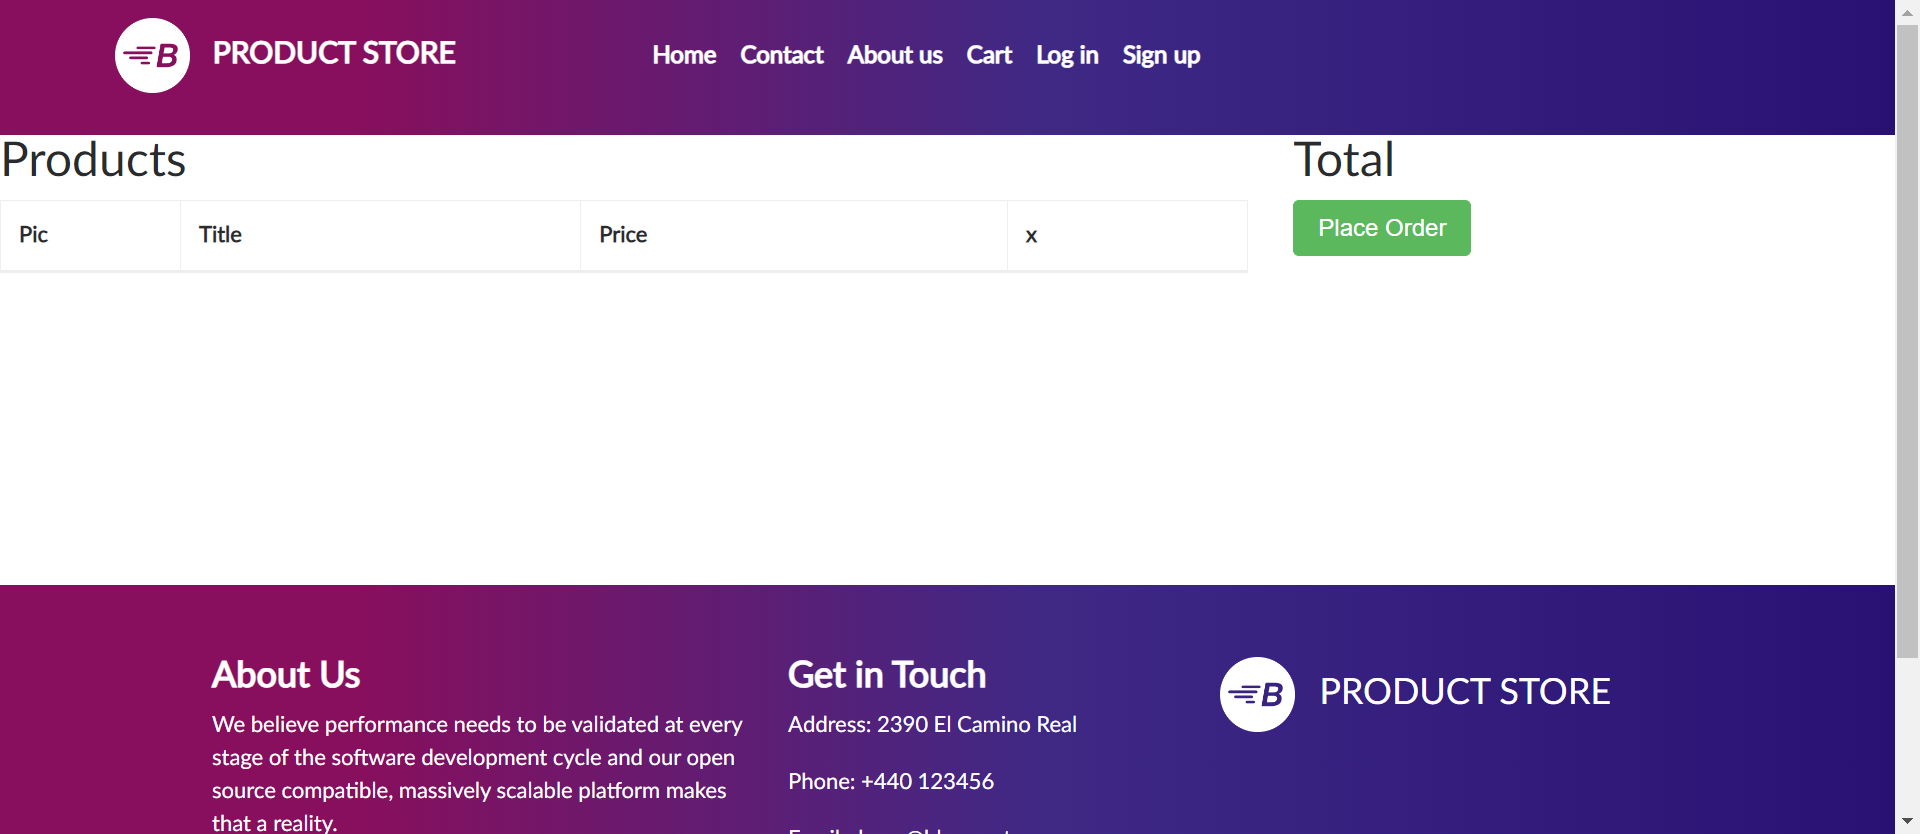 B PRODUCT STORE Home Contact About us Cart Log in Sign up
Products
Total
Pic Title Price x
Place Order
About Us
We believe performance needs to be validated at every
stage of the software development cycle and our open
source compatible, massively scalable platform makes
that a reality.
Get in Touch
Address: 2390 El Camino Real
Phone: +440 123456
B PRODUCT STORE